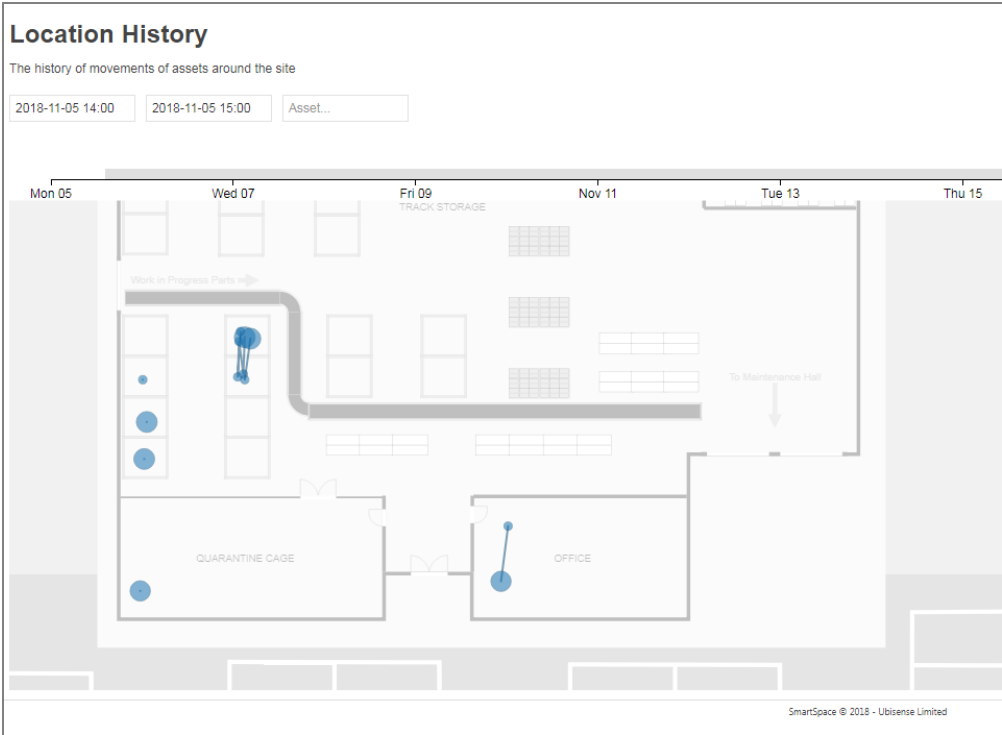 Location History
The history of movements of assets around the site
2018-11-05 14:00 2018-11-05 15:00 Asset...
Mon 05 Wed 07 Fri 09 Nov 11 Tue 13 Thu 15
TRACK STORAGE
Work in Progress Parts
To Maintenance Hall
QUARANTINE CAGE OFFICE
SmartSpace © 2018 - Ubisense Limited